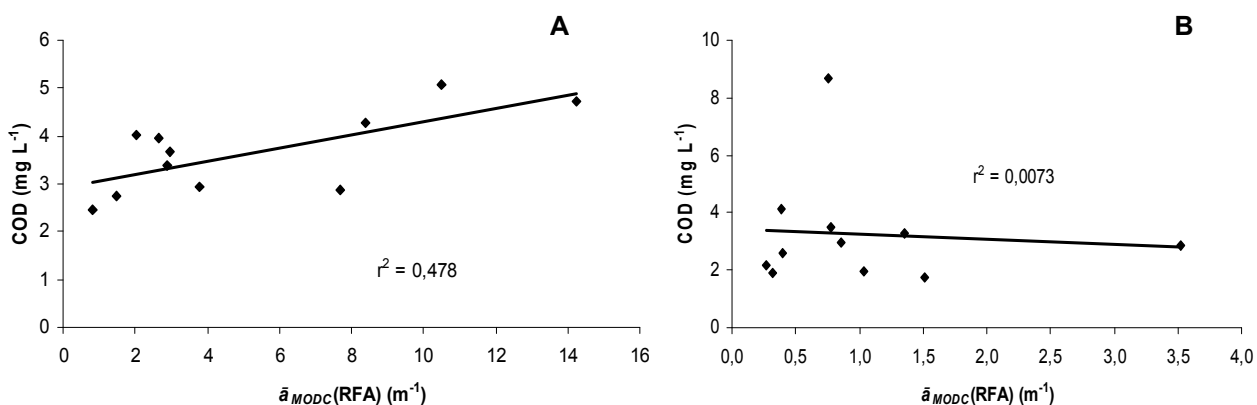 A
6
5
4
3
2
1
0
COD (mg L⁻¹)
r² = 0,478
0 2 4 6 8 10 12 14 16
ā_MODC(RFA) (m⁻¹)
B
10
8
6
4
2
0
COD (mg L⁻¹)
r² = 0,0073
0,0 0,5 1,0 1,5 2,0 2,5 3,0 3,5 4,0
ā_MODC(RFA) (m⁻¹)